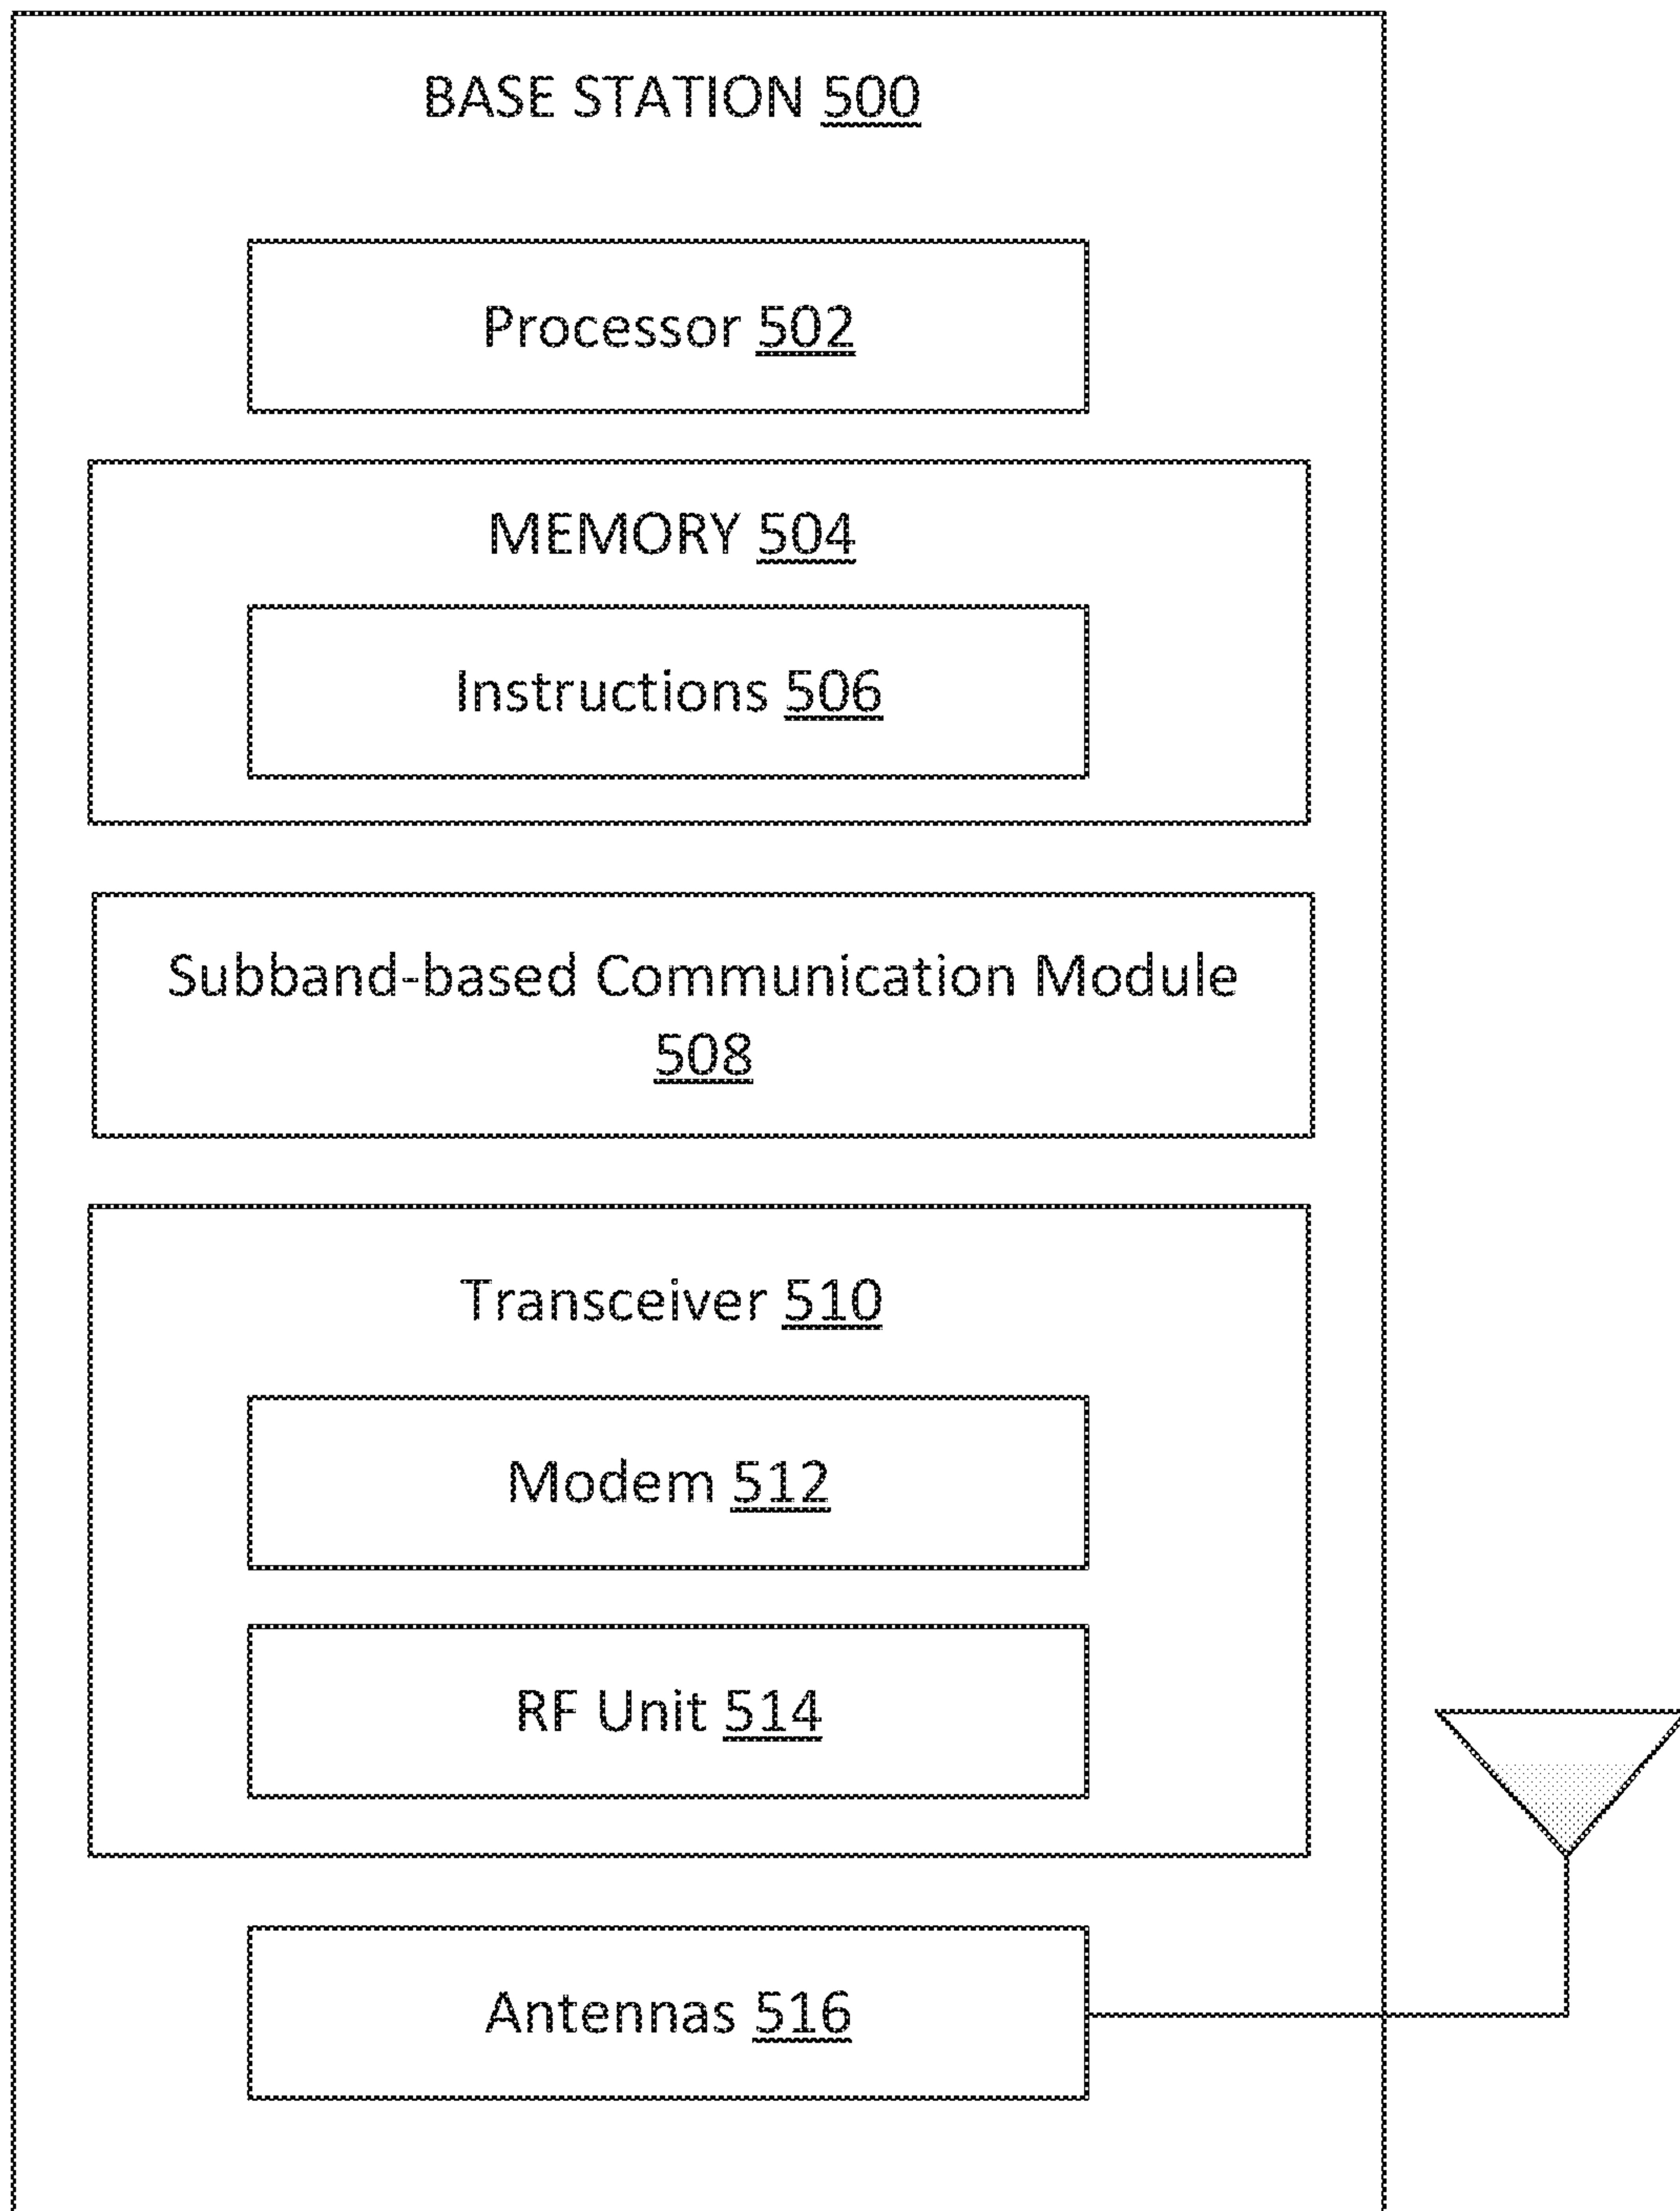 BASE STATION 500
Processor 502
MEMORY 504
Instructions 506
Subband-based Communication Module
508
Transceiver 510
Modem 512
RF Unit 514
Antennas 516